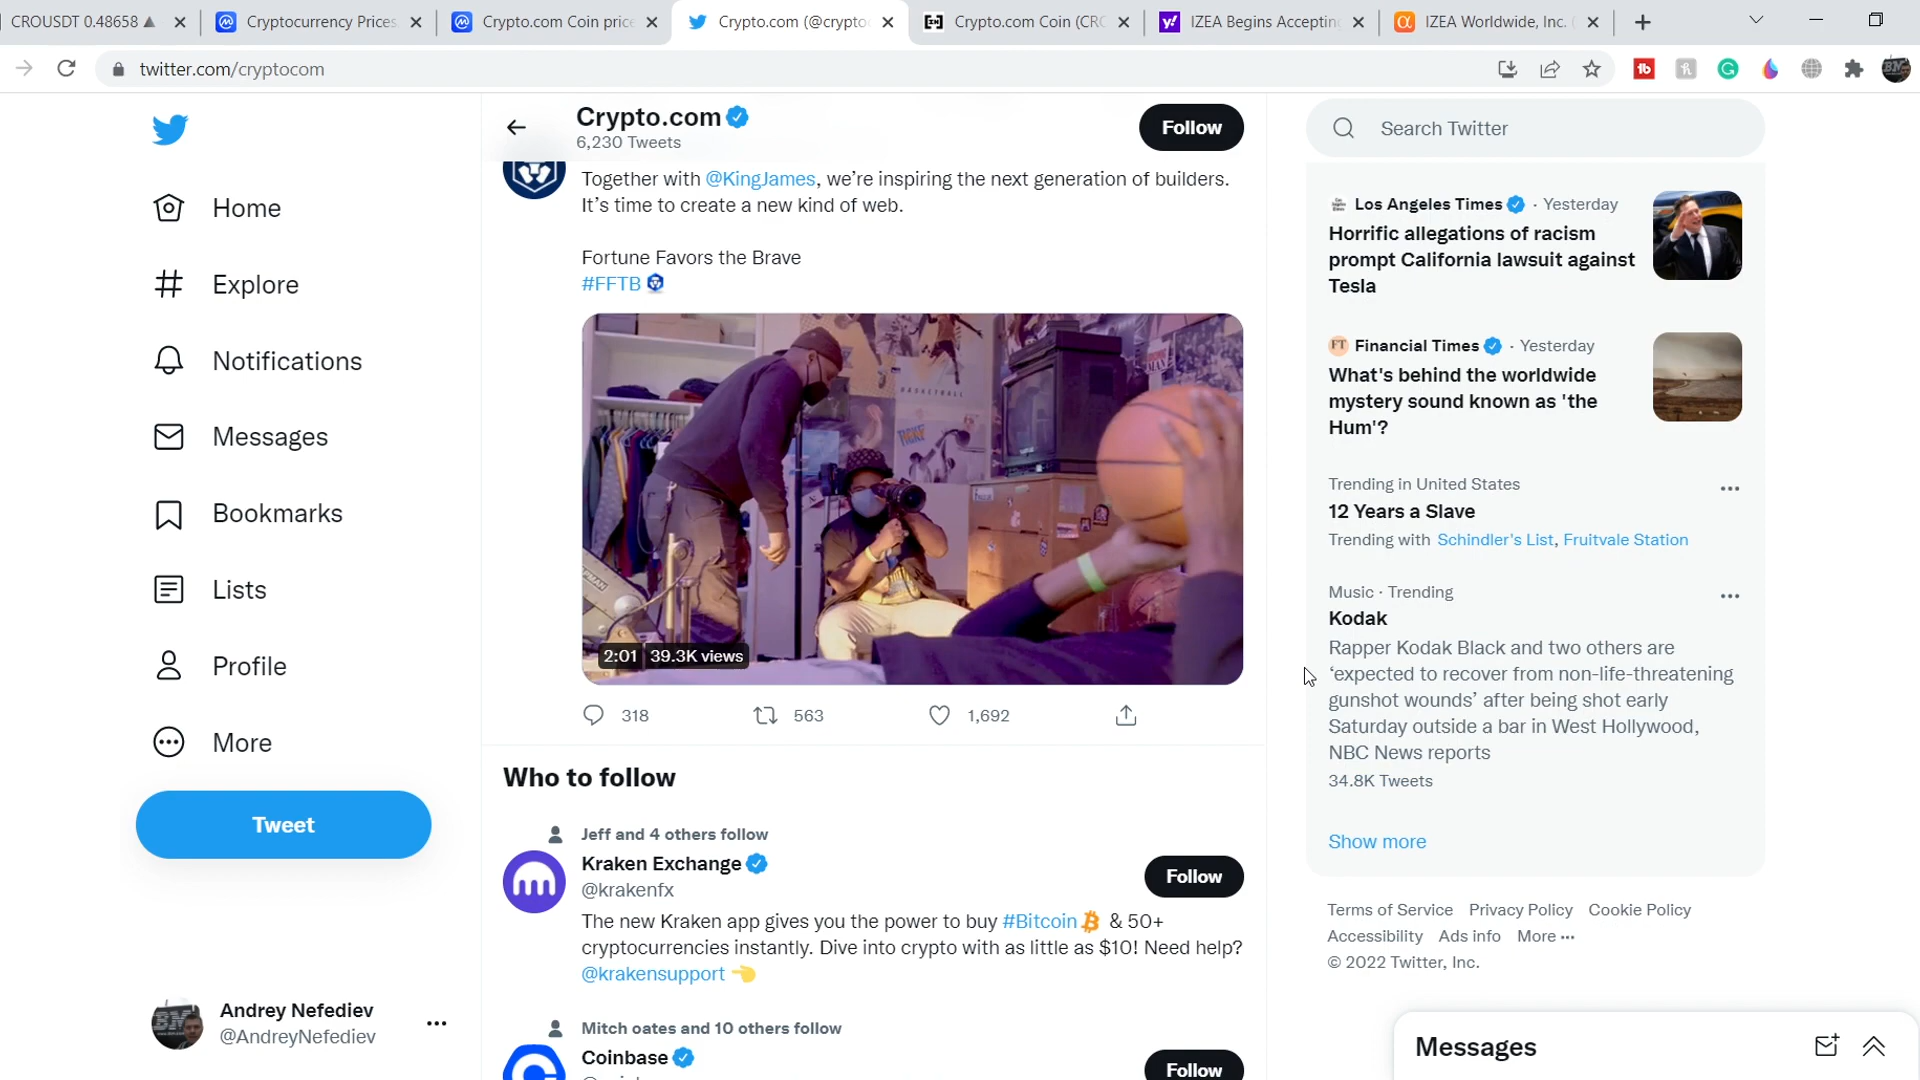 CROUSDT 0.48658 ▲
Cryptocurrency Prices
Crypto.com Coin price
Crypto.com (@crypto
Crypto.com Coin (CRO
IZEA Begins Accepting
IZEA Worldwide, Inc. (
twitter.com/cryptocom
Home
Explore
Notifications
Messages
Bookmarks
Lists
Profile
More
Tweet
Andrey Nefediev
@AndreyNefediev
Crypto.com
6,230 Tweets
Follow
Together with @KingJames, we’re inspiring the next generation of builders.
It’s time to create a new kind of web.
Fortune Favors the Brave
#FFTB
BASKETBALL
2:01 39.3K views
318 563 1,692
Who to follow
Jeff and 4 others follow
Kraken Exchange
@krakenfx
Follow
The new Kraken app gives you the power to buy #Bitcoin & 50+
cryptocurrencies instantly. Dive into crypto with as little as $10! Need help?
@krakensupport 👈
Mitch oates and 10 others follow
Coinbase
Follow
Search Twitter
Los Angeles Times · Yesterday
Horrific allegations of racism
prompt California lawsuit against
Tesla
FT Financial Times · Yesterday
What's behind the worldwide
mystery sound known as 'the
Hum'?
Trending in United States
12 Years a Slave
Trending with Schindler's List, Fruitvale Station
Music · Trending
Kodak
Rapper Kodak Black and two others are
‘expected to recover from non-life-threatening
gunshot wounds’ after being shot early
Saturday outside a bar in West Hollywood,
NBC News reports
34.8K Tweets
Show more
Terms of Service Privacy Policy Cookie Policy
Accessibility Ads info More ···
© 2022 Twitter, Inc.
Messages